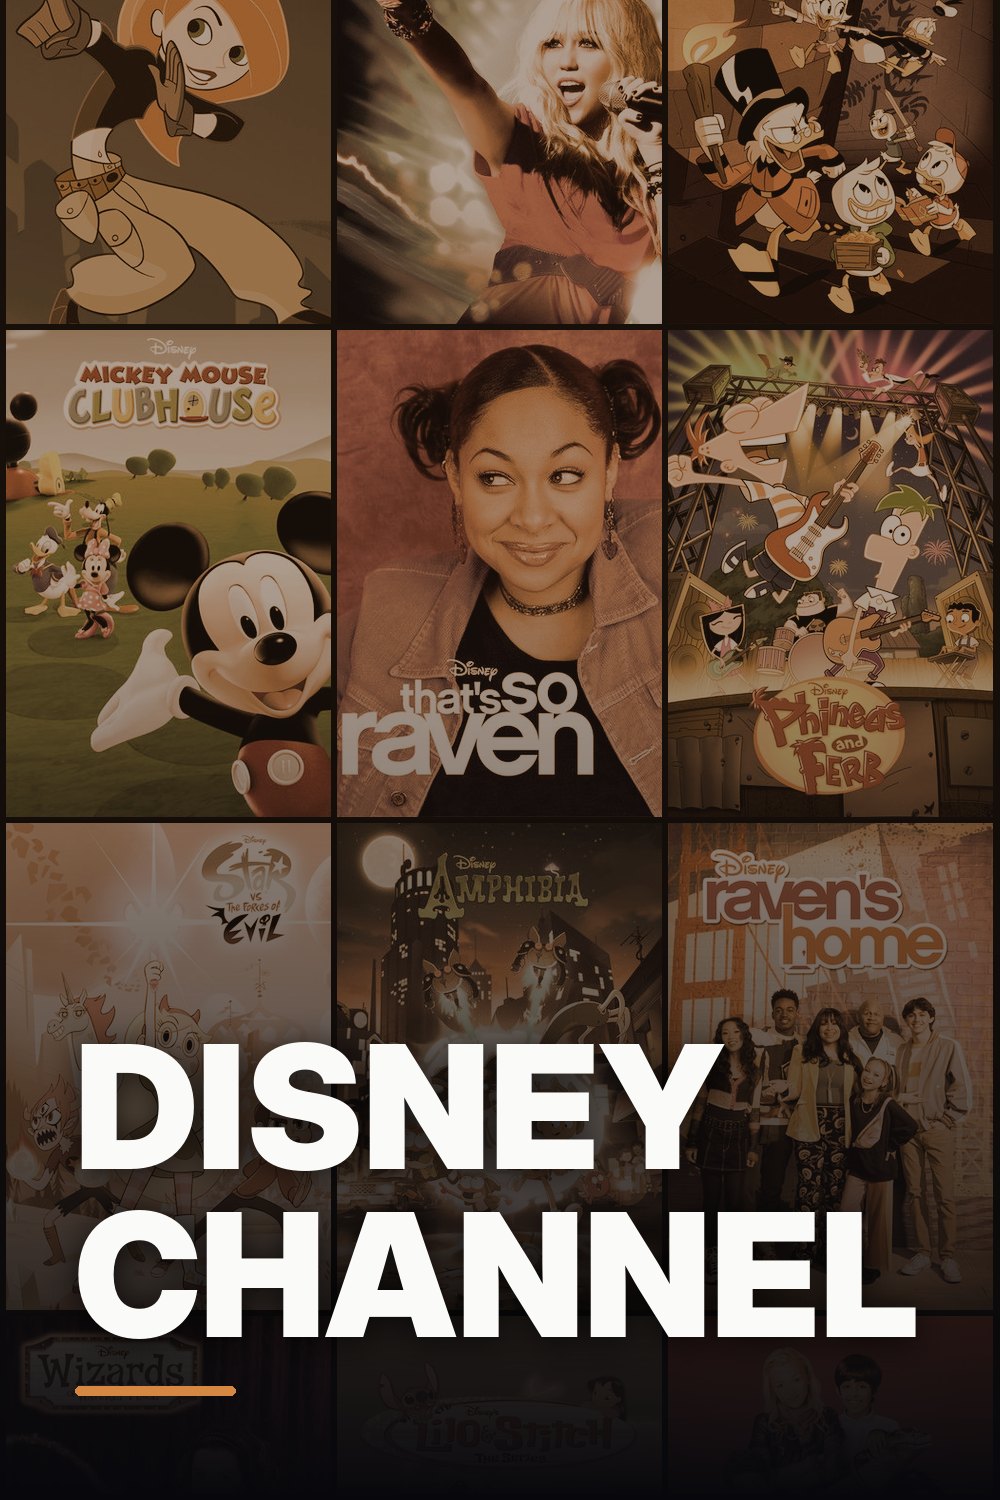 Disney
MICKEY MOUSE
CLUBHOUSE
Disney
that's so
raven
Disney
Phineas
and
Ferb
Disney
Star
vs
The Forces of
Evil
Disney
AMPHIBIA
Disney
raven's
home
DISNEY
CHANNEL
Disney
Wizards
Disney's
Lilo & Stitch
The Series